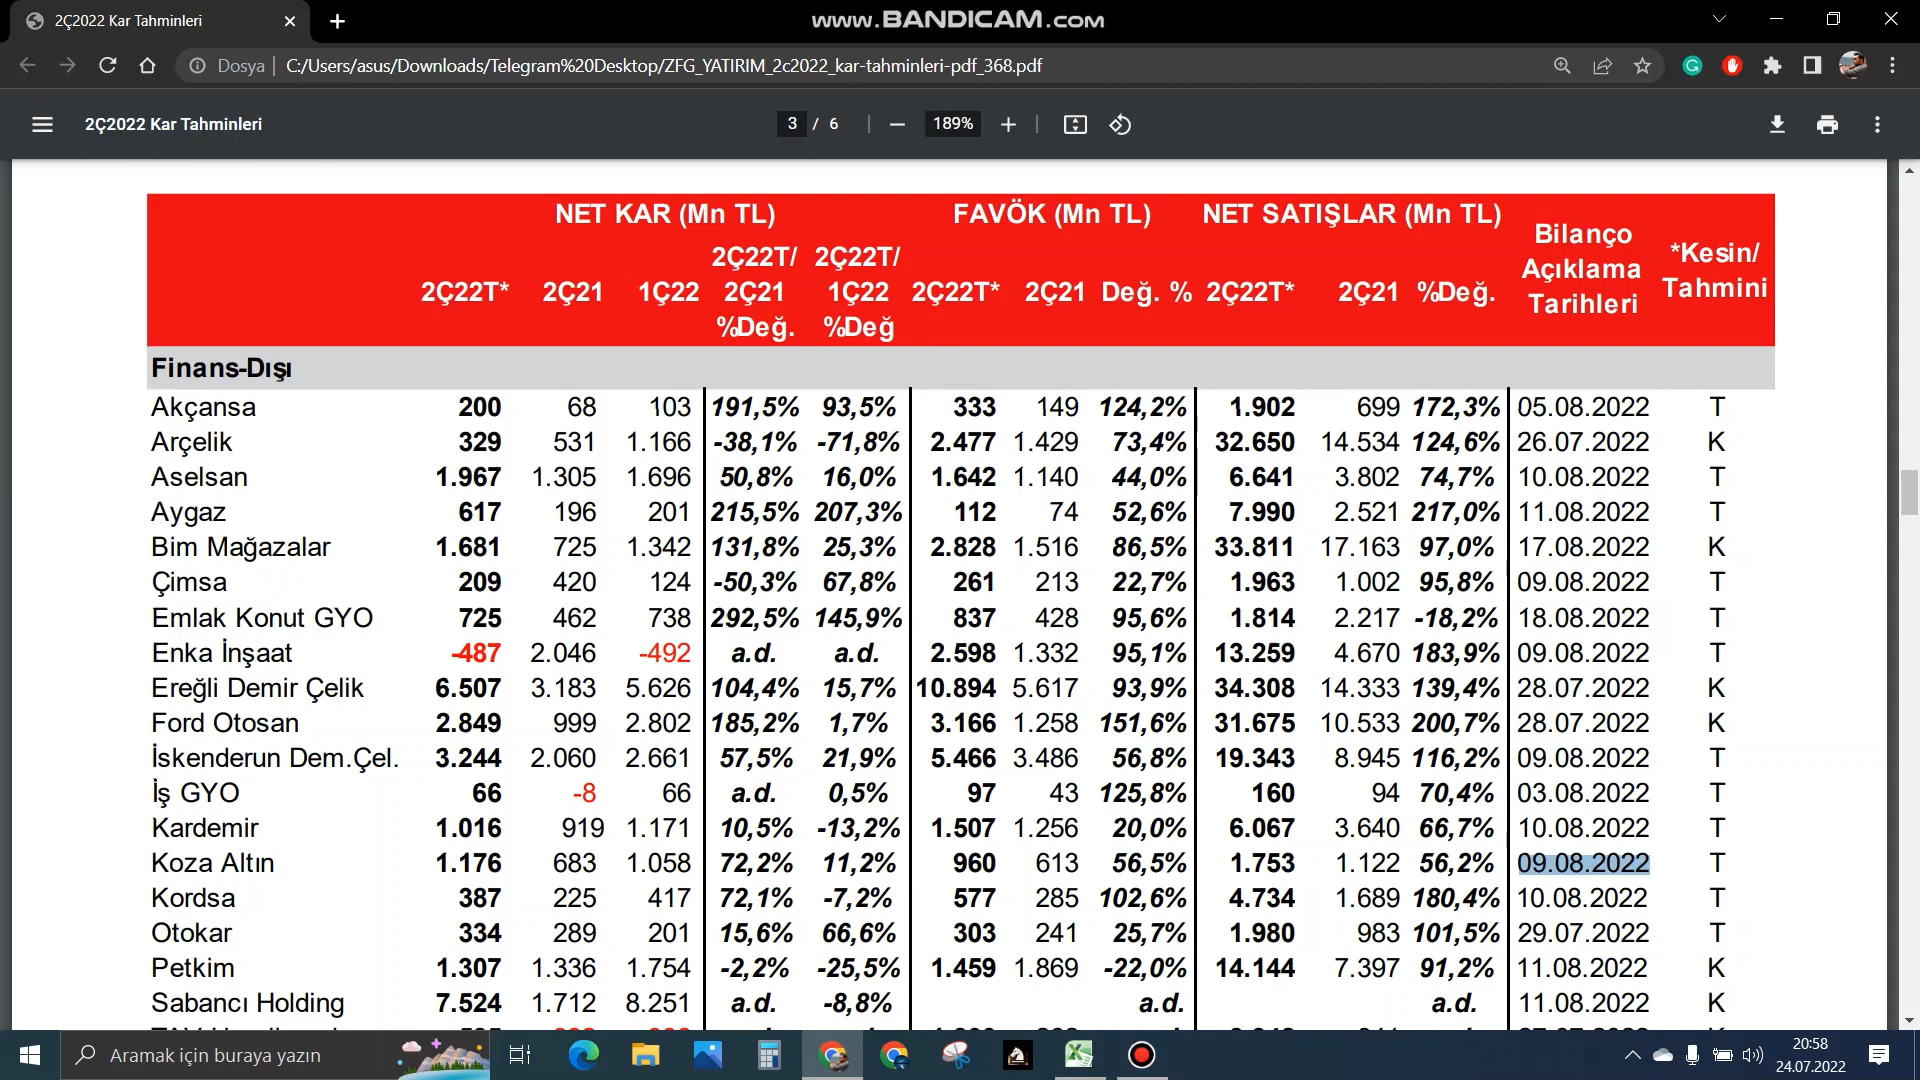 2Ç2022 Kar Tahminleri
www.BANDICAM.com
Dosya
C:/Users/asus/Downloads/Telegram%20Desktop/ZFG_YATIRIM_2c2022_kar-tahminleri-pdf_368.pdf
2Ç2022 Kar Tahminleri
3 / 6
189%
NET KAR (Mn TL) FAVÖK (Mn TL) NET SATIŞLAR (Mn TL)
2Ç22T* 2Ç21 1Ç22 2Ç22T/ 2Ç21 %Değ. 2Ç22T/ 1Ç22 %Değ 2Ç22T* 2Ç21 Değ. % 2Ç22T* 2Ç21 %Değ. Bilanço Açıklama Tarihleri *Kesin/ Tahmini
Finans-Dışı
Akçansa 200 68 103 191,5% 93,5% 333 149 124,2% 1.902 699 172,3% 05.08.2022 T
Arçelik 329 531 1.166 -38,1% -71,8% 2.477 1.429 73,4% 32.650 14.534 124,6% 26.07.2022 K
Aselsan 1.967 1.305 1.696 50,8% 16,0% 1.642 1.140 44,0% 6.641 3.802 74,7% 10.08.2022 T
Aygaz 617 196 201 215,5% 207,3% 112 74 52,6% 7.990 2.521 217,0% 11.08.2022 T
Bim Mağazalar 1.681 725 1.342 131,8% 25,3% 2.828 1.516 86,5% 33.811 17.163 97,0% 17.08.2022 K
Çimsa 209 420 124 -50,3% 67,8% 261 213 22,7% 1.963 1.002 95,8% 09.08.2022 T
Emlak Konut GYO 725 462 738 292,5% 145,9% 837 428 95,6% 1.814 2.217 -18,2% 18.08.2022 T
Enka İnşaat -487 2.046 -492 a.d. a.d. 2.598 1.332 95,1% 13.259 4.670 183,9% 09.08.2022 T
Ereğli Demir Çelik 6.507 3.183 5.626 104,4% 15,7% 10.894 5.617 93,9% 34.308 14.333 139,4% 28.07.2022 K
Ford Otosan 2.849 999 2.802 185,2% 1,7% 3.166 1.258 151,6% 31.675 10.533 200,7% 28.07.2022 K
İskenderun Dem.Çel. 3.244 2.060 2.661 57,5% 21,9% 5.466 3.486 56,8% 19.343 8.945 116,2% 09.08.2022 T
İş GYO 66 -8 66 a.d. 0,5% 97 43 125,8% 160 94 70,4% 03.08.2022 T
Kardemir 1.016 919 1.171 10,5% -13,2% 1.507 1.256 20,0% 6.067 3.640 66,7% 10.08.2022 T
Koza Altın 1.176 683 1.058 72,2% 11,2% 960 613 56,5% 1.753 1.122 56,2% 09.08.2022 T
Kordsa 387 225 417 72,1% -7,2% 577 285 102,6% 4.734 1.689 180,4% 10.08.2022 T
Otokar 334 289 201 15,6% 66,6% 303 241 25,7% 1.980 983 101,5% 29.07.2022 T
Petkim 1.307 1.336 1.754 -2,2% -25,5% 1.459 1.869 -22,0% 14.144 7.397 91,2% 11.08.2022 K
Sabancı Holding 7.524 1.712 8.251 a.d. -8,8% a.d. a.d. 11.08.2022 K
Aramak için buraya yazın
20:58
24.07.2022